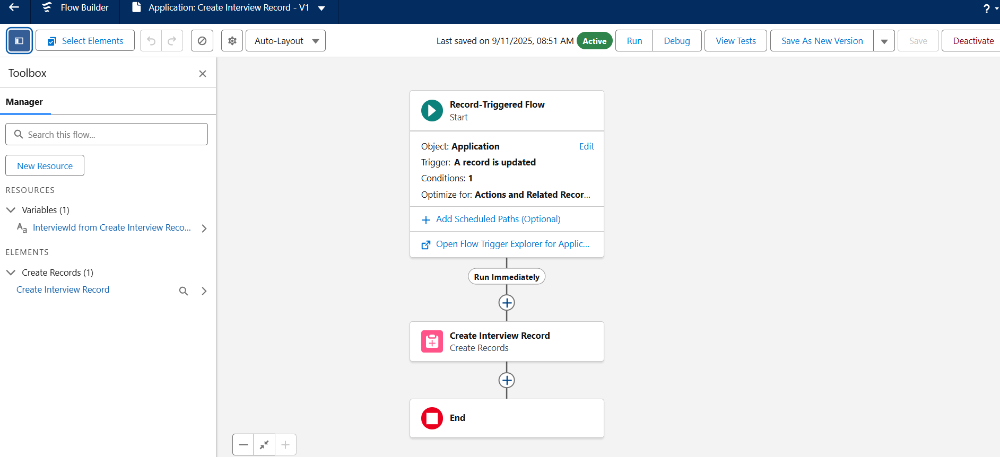 Flow Builder
Application: Create Interview Record - V1
?
Select Elements
Auto-Layout
Last saved on 9/11/2025, 08:51 AM
Active
Run
Debug
View Tests
Save As New Version
Save
Deactivate
Toolbox
Manager
Search this flow...
New Resource
RESOURCES
Variables (1)
Aa InterviewId from Create Interview Reco...
ELEMENTS
Create Records (1)
Create Interview Record
Record-Triggered Flow
Start
Object: Application
Edit
Trigger: A record is updated
Conditions: 1
Optimize for: Actions and Related Recor...
Add Scheduled Paths (Optional)
Open Flow Trigger Explorer for Applic...
Run Immediately
Create Interview Record
Create Records
End